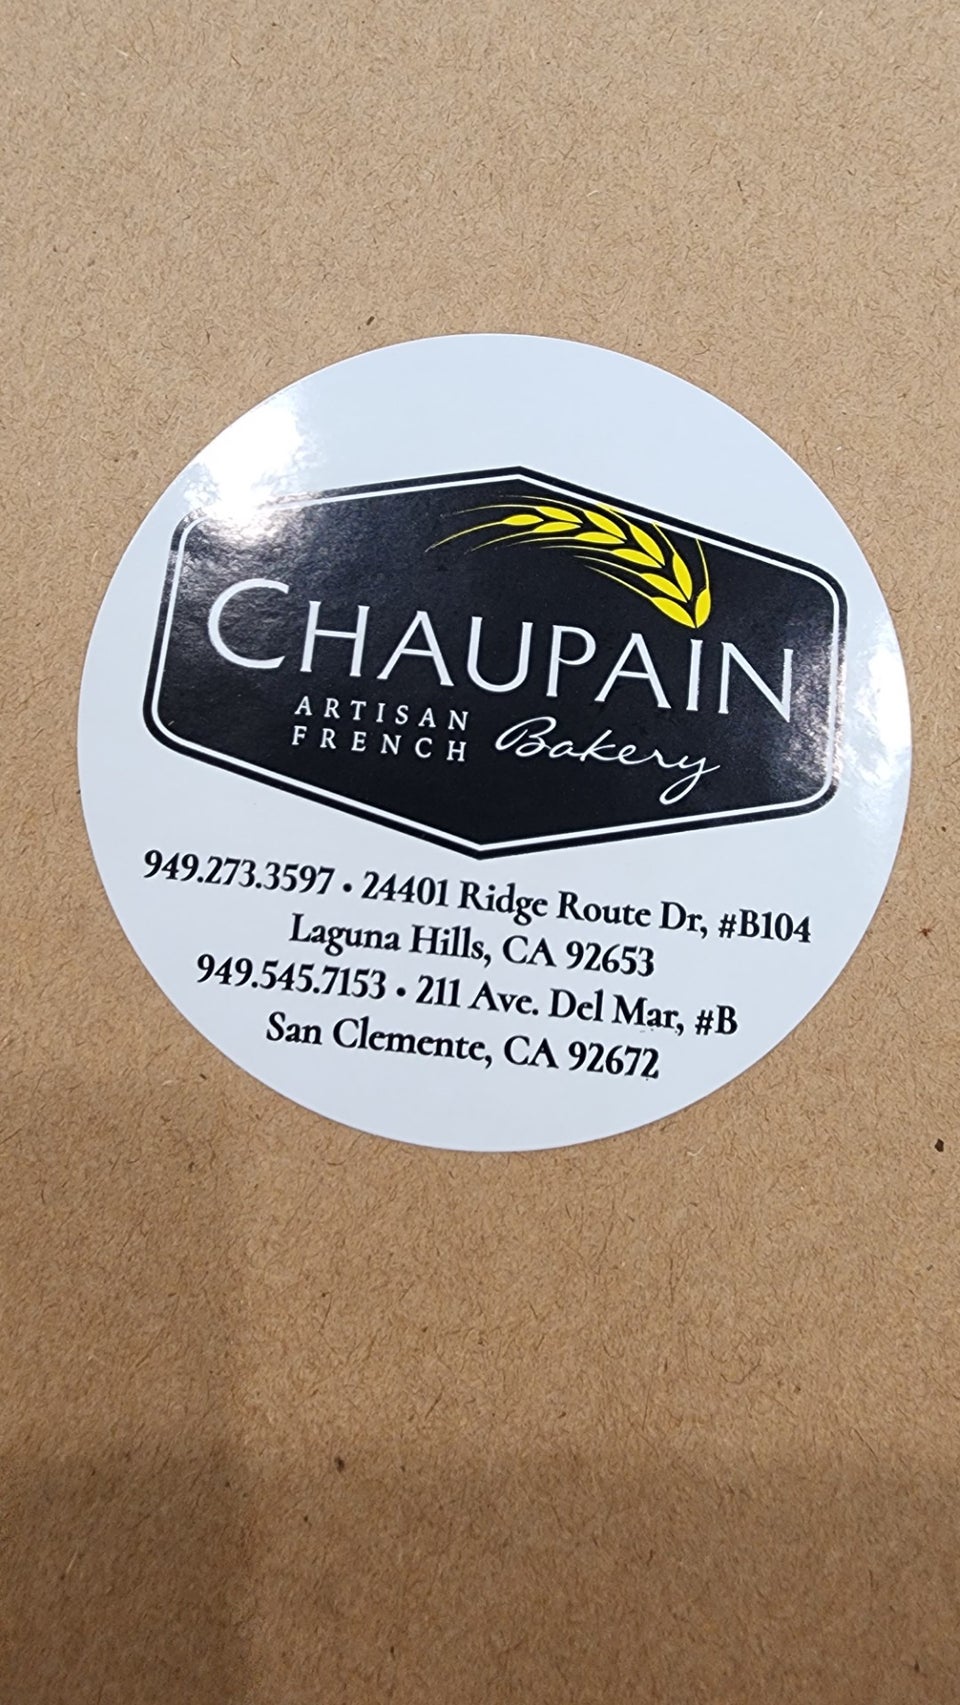 CHAUPAIN
ARTISAN
FRENCH
Bakery
949.273.3597 • 24401 Ridge Route Dr, #B104
Laguna Hills, CA 92653
949.545.7153 • 211 Ave. Del Mar, #B
San Clemente, CA 92672